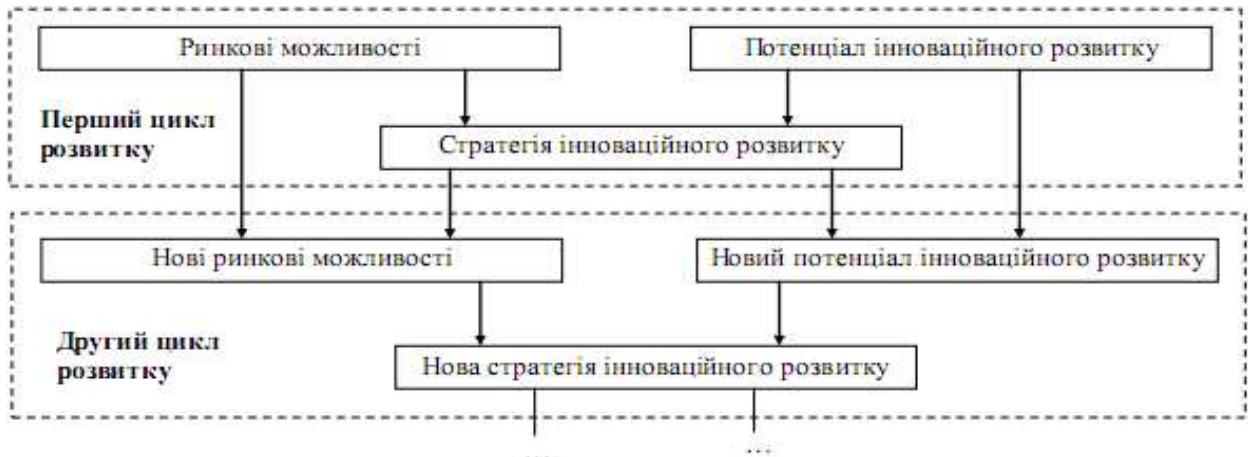 Ринкові можливості
Потенціал інноваційного розвитку
Перший цикл
розвитку
Стратегія інноваційного розвитку
Нові ринкові можливості
Новий потенціал інноваційного розвитку
Другий цикл
розвитку
Нова стратегія інноваційного розвитку
...
...